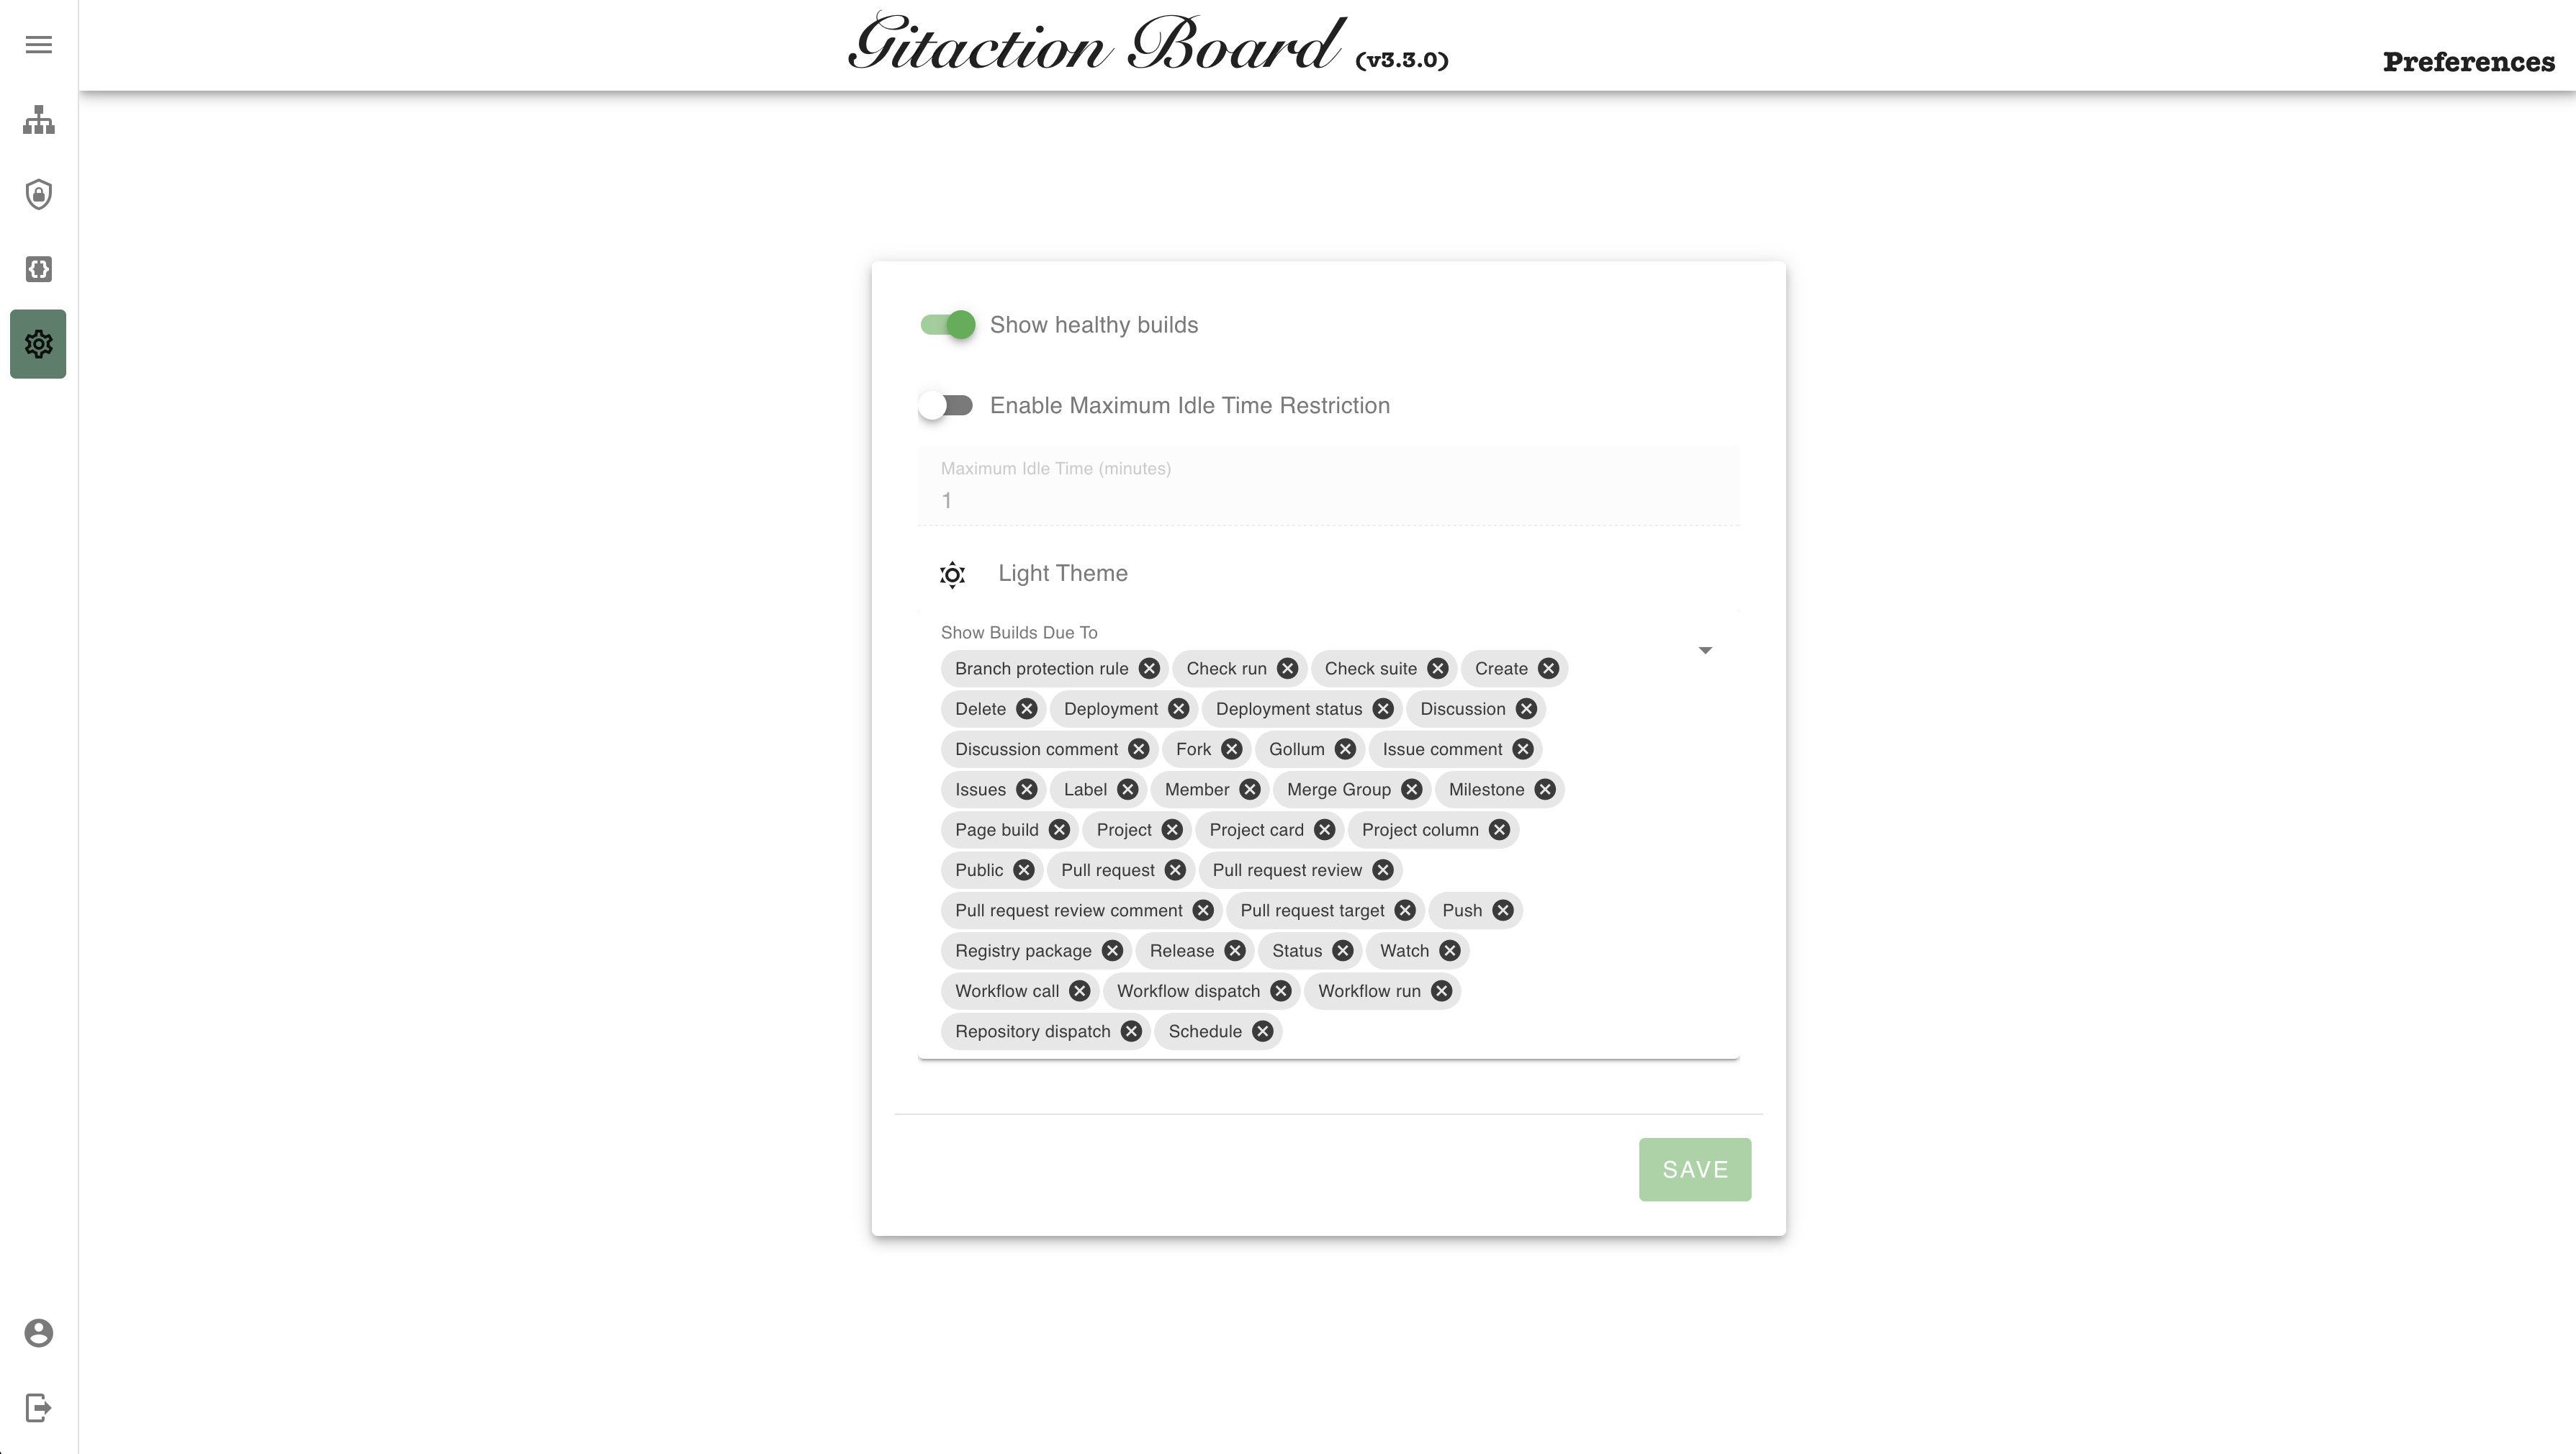 Gitaction Board (v3.3.0)
Preferences
Show healthy builds
Enable Maximum Idle Time Restriction
Maximum Idle Time (minutes)
1
Light Theme
Show Builds Due To
Branch protection rule Check run Check suite Create
Delete Deployment Deployment status Discussion
Discussion comment Fork Gollum Issue comment
Issues Label Member Merge Group Milestone
Page build Project Project card Project column
Public Pull request Pull request review
Pull request review comment Pull request target Push
Registry package Release Status Watch
Workflow call Workflow dispatch Workflow run
Repository dispatch Schedule
SAVE